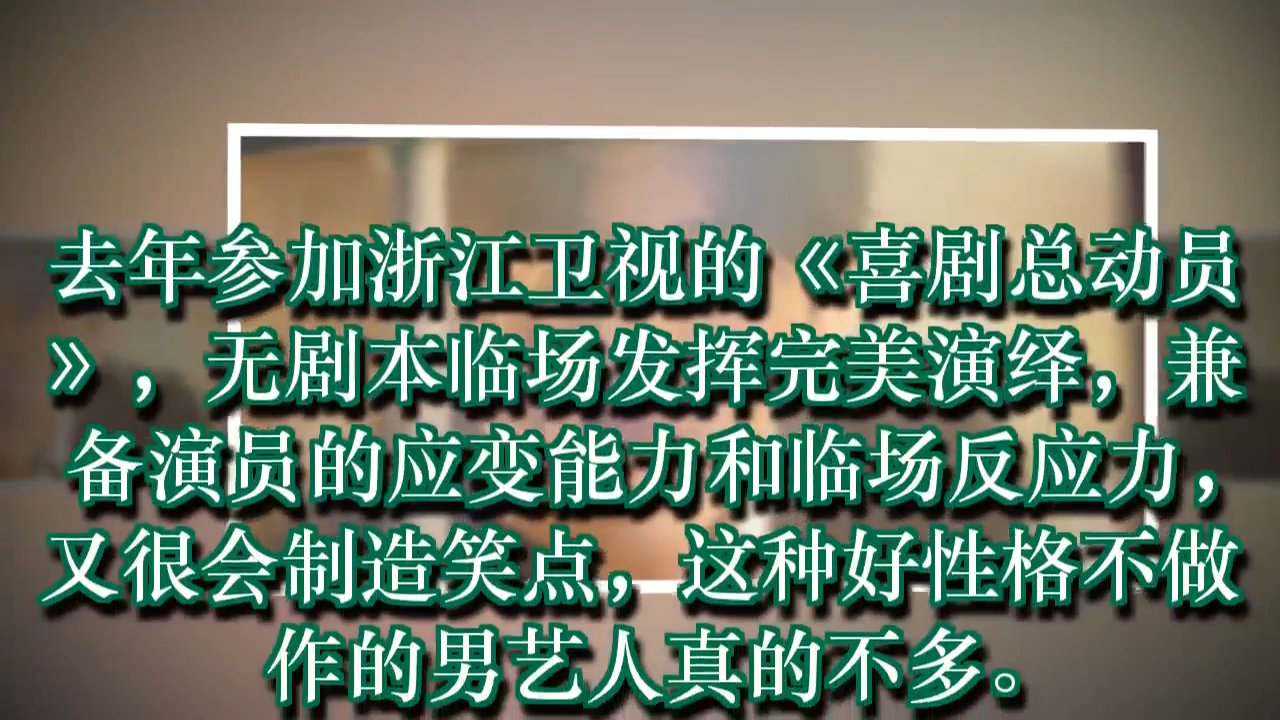 去年参加浙江卫视的《喜剧总动员
》，无剧本临场发挥完美演绎，兼
备演员的应变能力和临场反应力，
又很会制造笑点，这种好性格不做
作的男艺人真的不多。